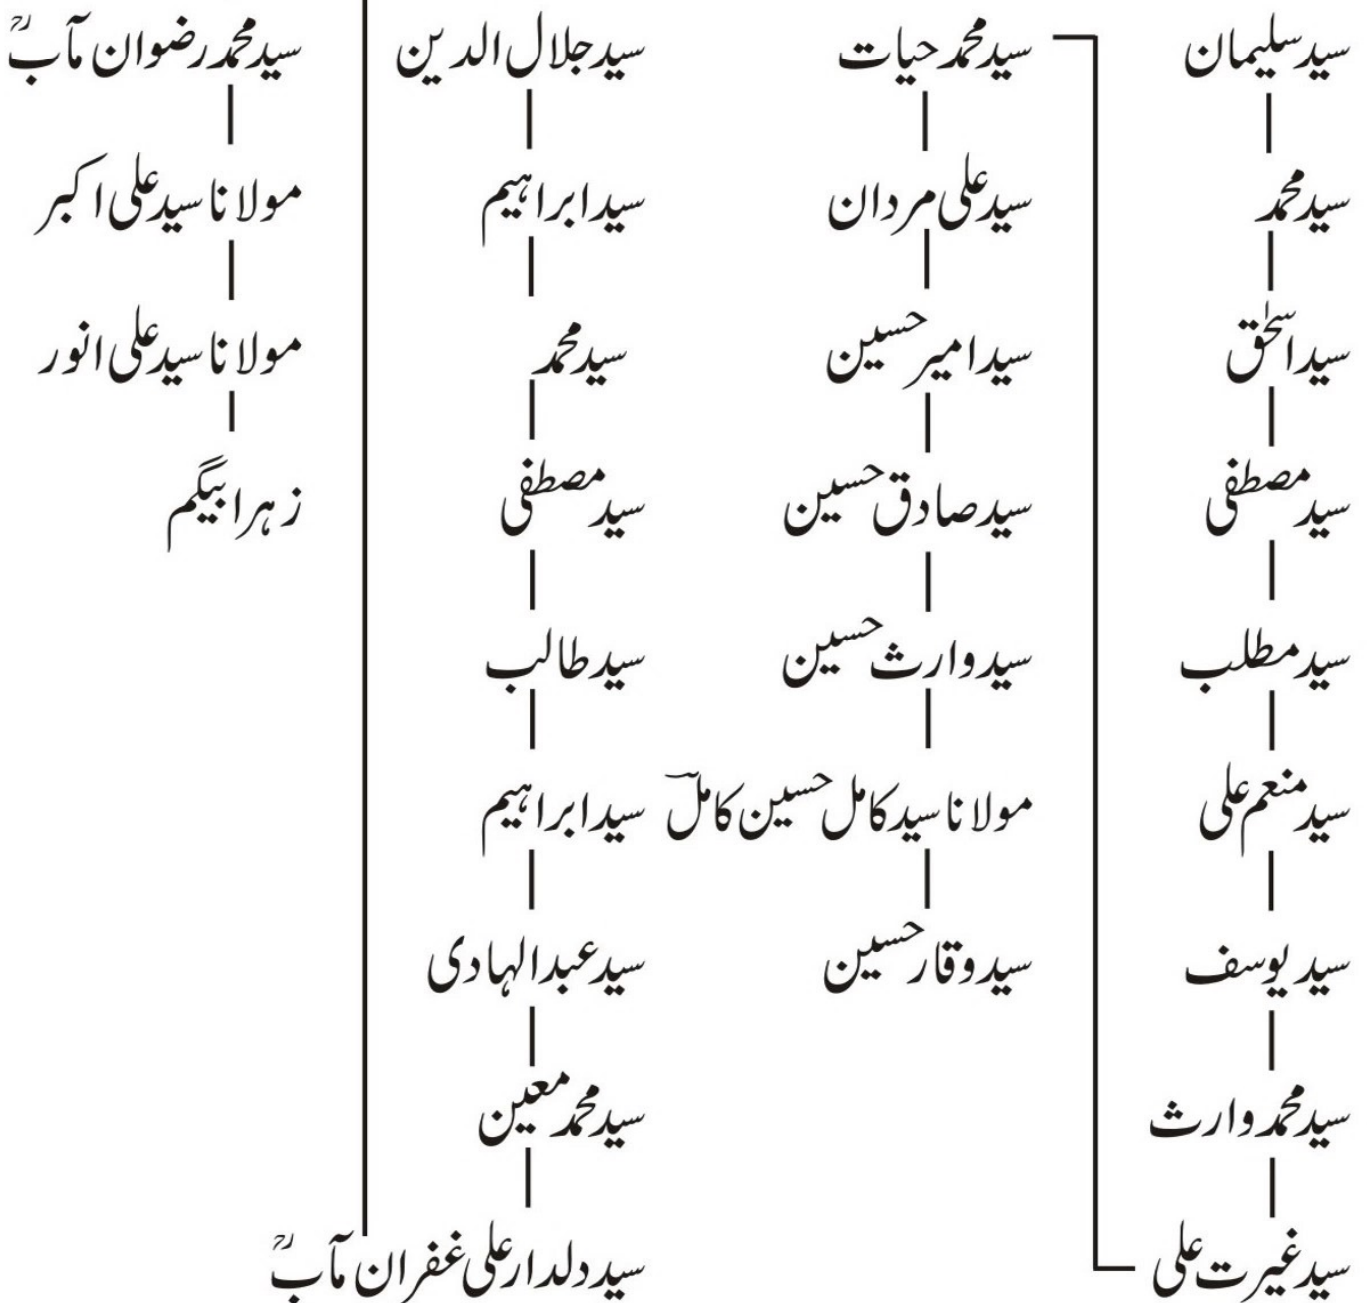 سید سلیمان
سید محمد
سید اسحٰق
سید مصطفی
سید مطلب
سید منعم علی
سید یوسف
سید محمد وارث
سید غیرت علی
سید محمد حیات
سید علی مردان
سید امیر حسین
سید صادق حسین
سید وارث حسین
مولانا سید کامل حسین کاملؔ
سید وقار حسین
سید جلال الدین
سید ابراہیم
سید محمد
سید مصطفی
سید طالب
سید ابراہیم
سید عبدالہادی
سید محمد معین
سید دلدار علی غفران مآبؒ
سید محمد رضوان مآبؒ
مولانا سید علی اکبر
مولانا سید علی انور
زہرا بیگم